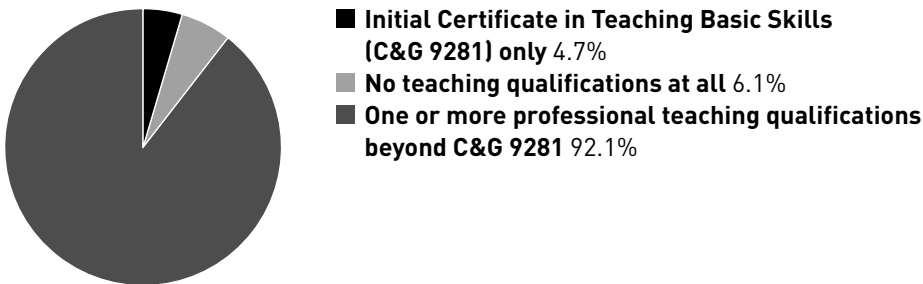 Initial Certificate in Teaching Basic Skills
(C&G 9281) only 4.7%
No teaching qualifications at all 6.1%
One or more professional teaching qualifications
beyond C&G 9281 92.1%